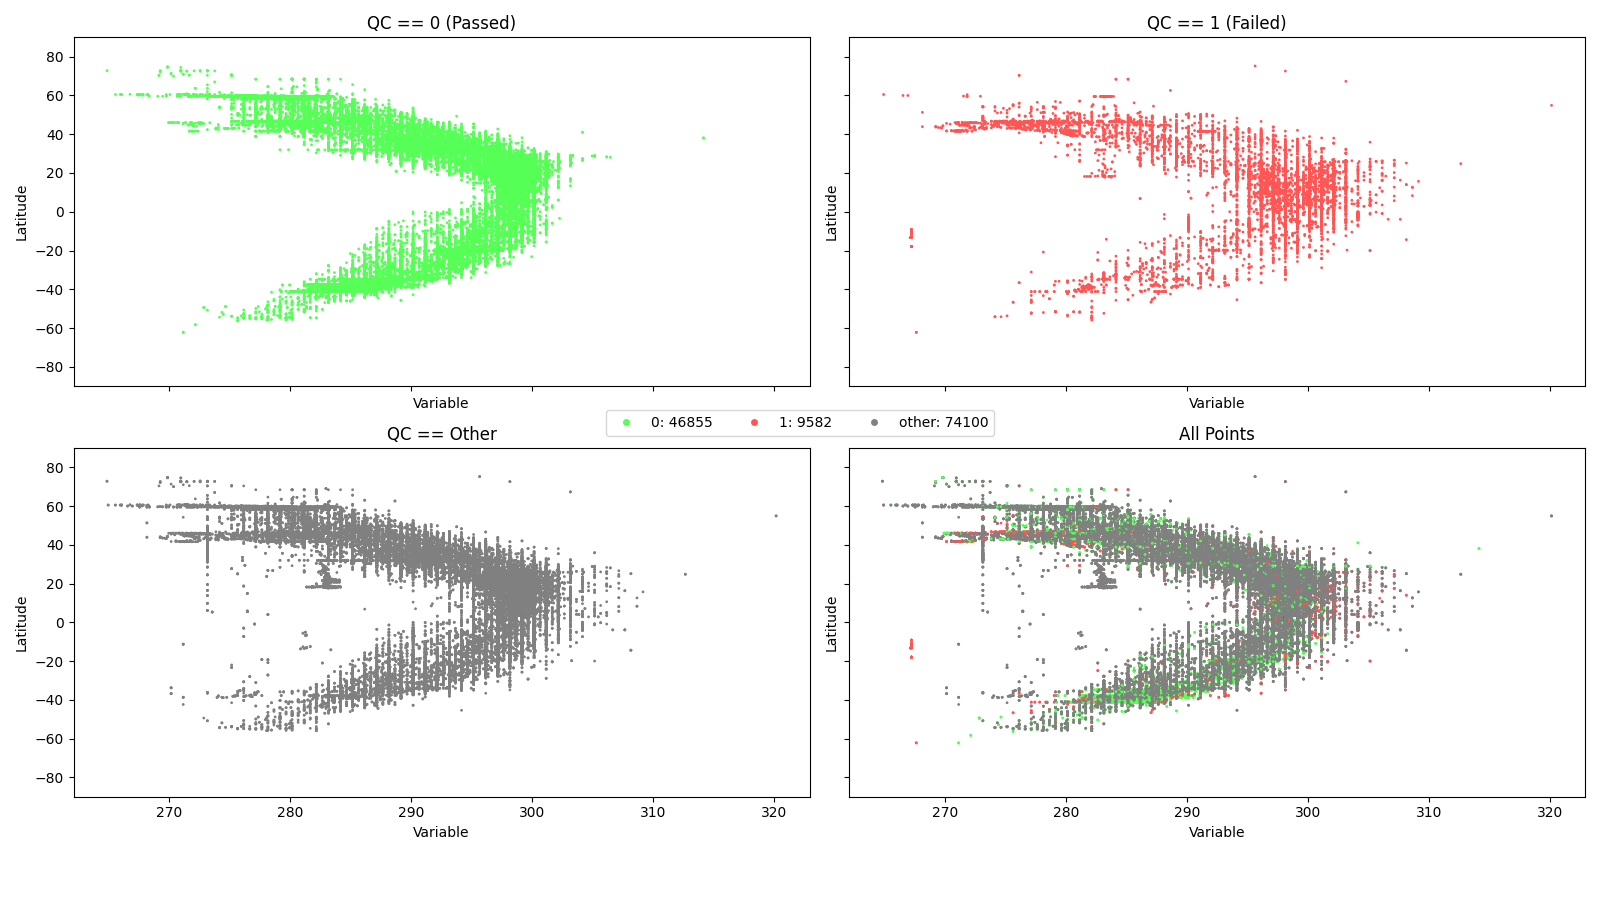 QC == 0 (Passed)
QC == 1 (Failed)
80
60
40
20
0
−20
−40
−60
−80
Latitude
Latitude
Variable
Variable
0: 46855
1: 9582
other: 74100
QC == Other
All Points
80
60
40
20
0
−20
−40
−60
−80
Latitude
Latitude
270
280
290
300
310
320
270
280
290
300
310
320
Variable
Variable